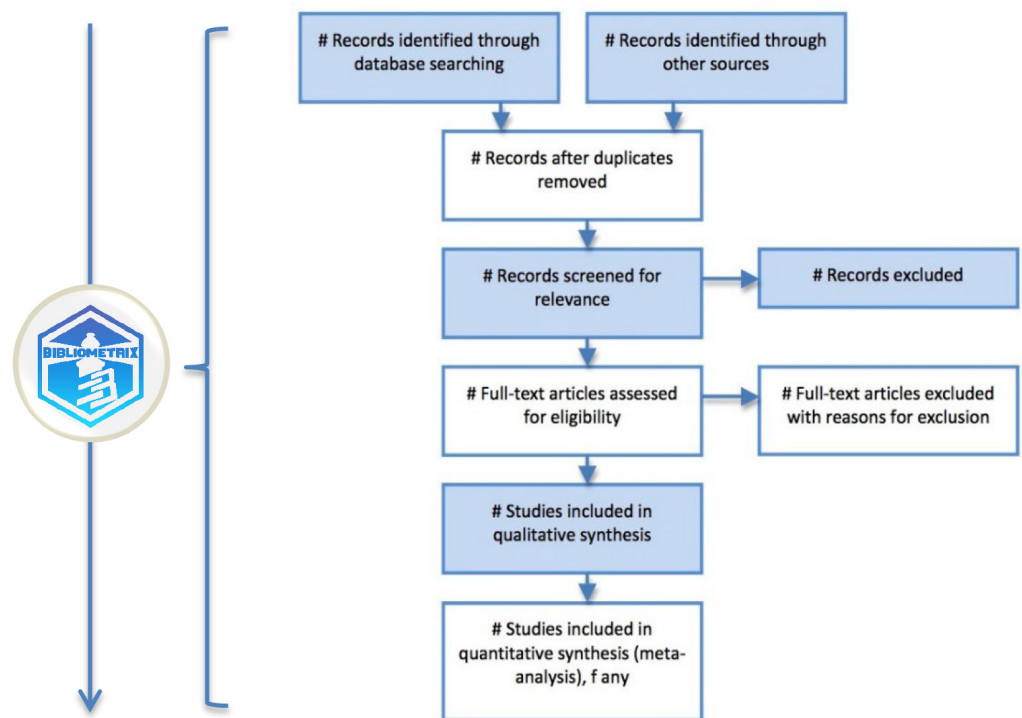 # Records identified through
database searching
# Records identified through
other sources
# Records after duplicates
removed
# Records screened for
relevance
# Records excluded
BIBLIOMETRIX
# Full-text articles assessed
for eligibility
# Full-text articles excluded
with reasons for exclusion
# Studies included in
qualitative synthesis
# Studies included in
quantitative synthesis (meta-
analysis), f any